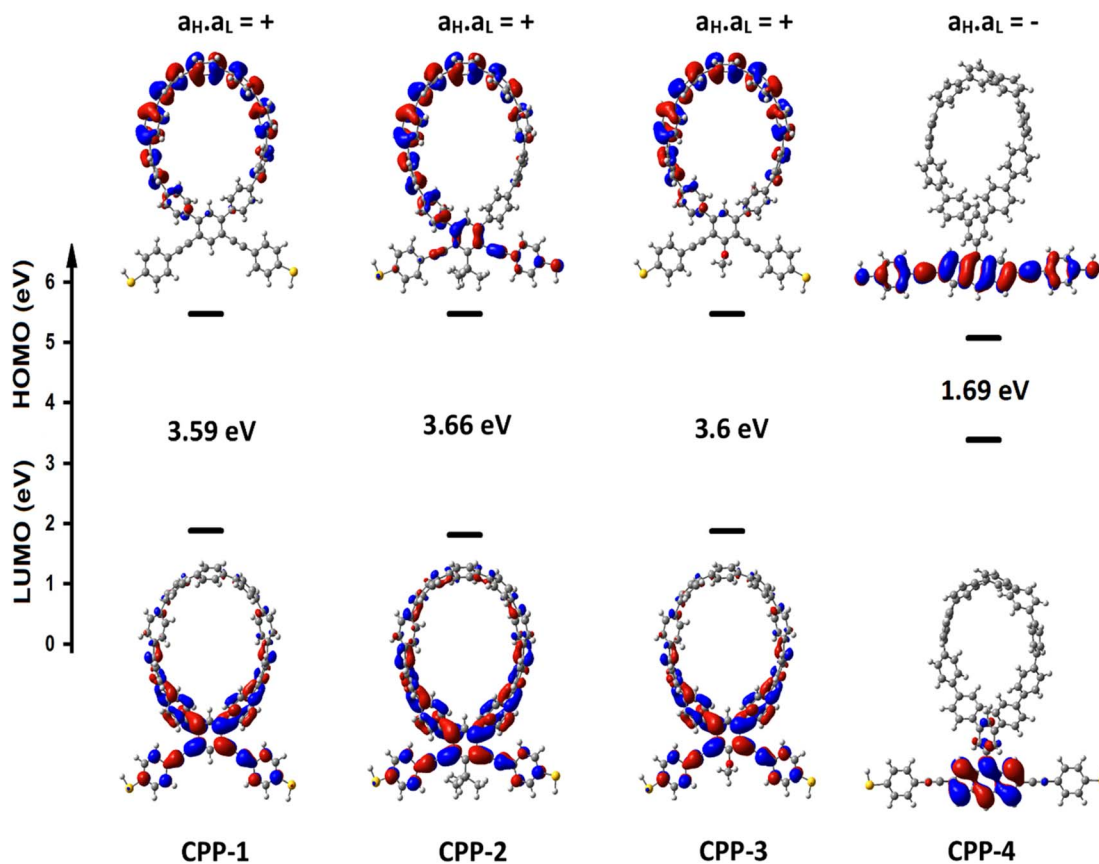 aH.aL = +
aH.aL = +
aH.aL = +
aH.aL = -
HOMO (eV)
LUMO (eV)
6
5
4
3
2
1
0
3.59 eV
3.66 eV
3.6 eV
1.69 eV
CPP-1
CPP-2
CPP-3
CPP-4